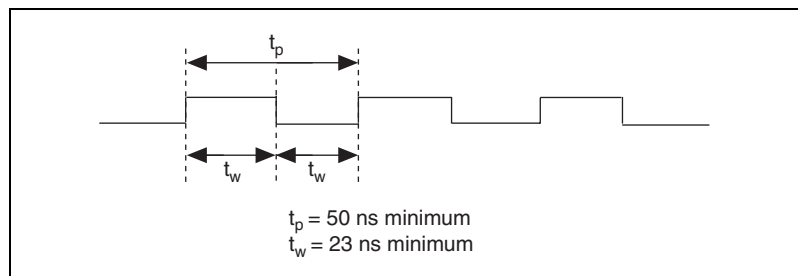 tp
tw tw
tp = 50 ns minimum
tw = 23 ns minimum